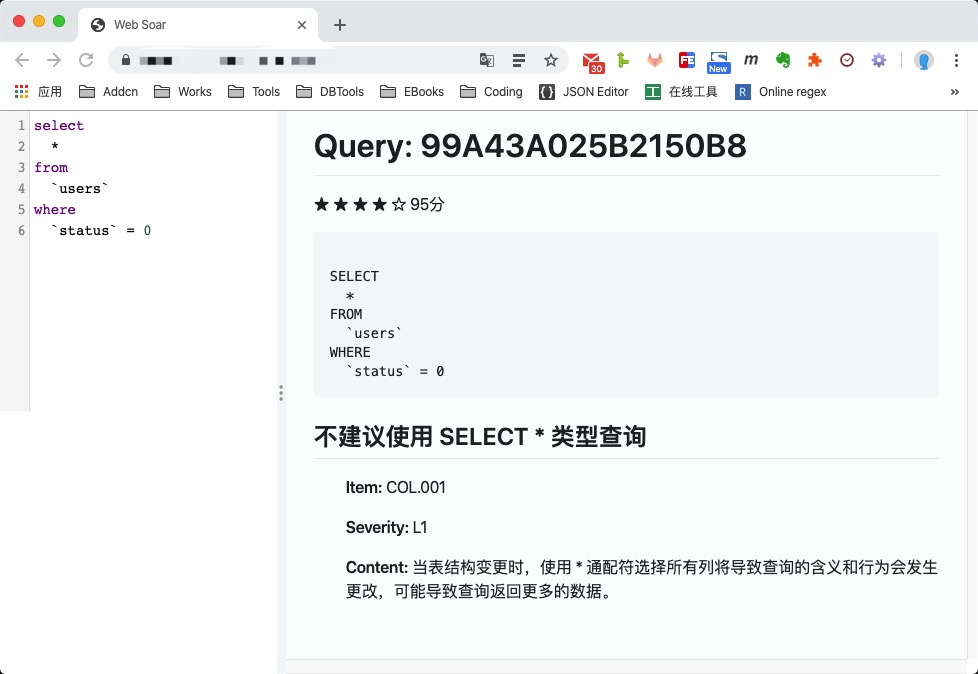 Web Soar
30
FE
New
m
应用 Addcn Works Tools DBTools EBooks Coding {} JSON Editor 在线工具 R Online regex »
1 select
2 *
3 from
4 `users`
5 where
6 `status` = 0
Query: 99A43A025B2150B8
★ ★ ★ ★ ☆ 95分
SELECT
*
FROM
`users`
WHERE
`status` = 0
不建议使用 SELECT * 类型查询
Item: COL.001
Severity: L1
Content: 当表结构变更时，使用 * 通配符选择所有列将导致查询的含义和行为会发生
更改，可能导致查询返回更多的数据。